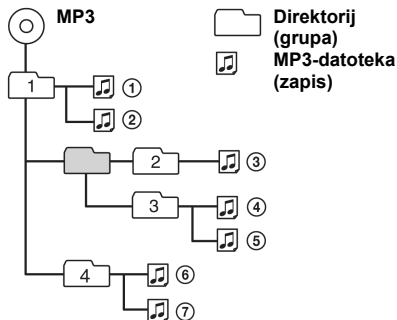 MP3
Direktorij
(grupa)
MP3-datoteka
(zapis)
1
①
②
2
③
3
④
⑤
4
⑥
⑦